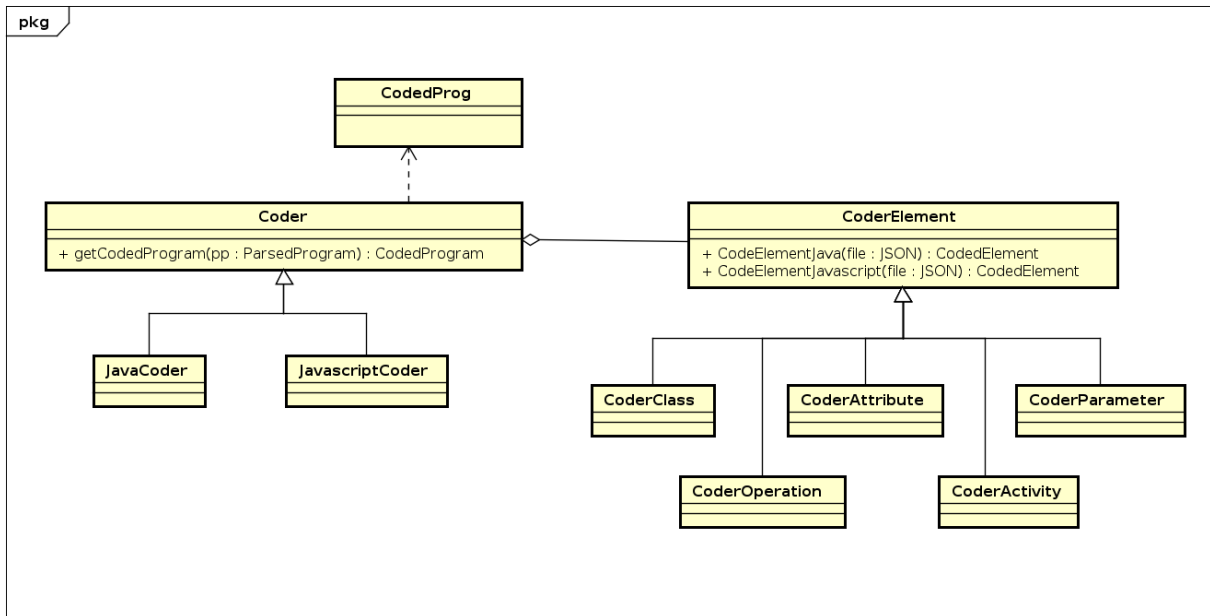 pkg
CodedProg
Coder
+ getCodedProgram(pp : ParsedProgram) : CodedProgram
CoderElement
+ CodeElementJava(file : JSON) : CodedElement
+ CodeElementJavascript(file : JSON) : CodedElement
JavaCoder
JavascriptCoder
CoderClass
CoderAttribute
CoderParameter
CoderOperation
CoderActivity